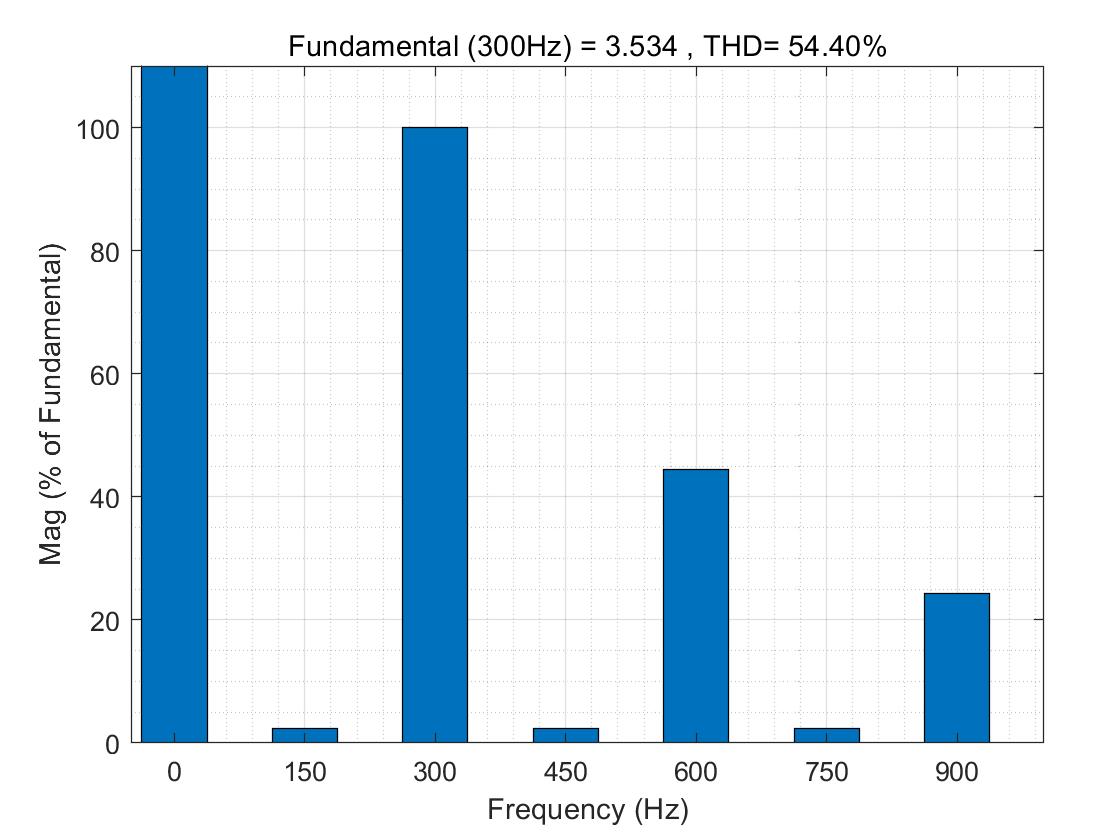 Fundamental (300Hz) = 3.534 , THD= 54.40%
Mag (% of Fundamental)
100
80
60
40
20
0
0 150 300 450 600 750 900
Frequency (Hz)